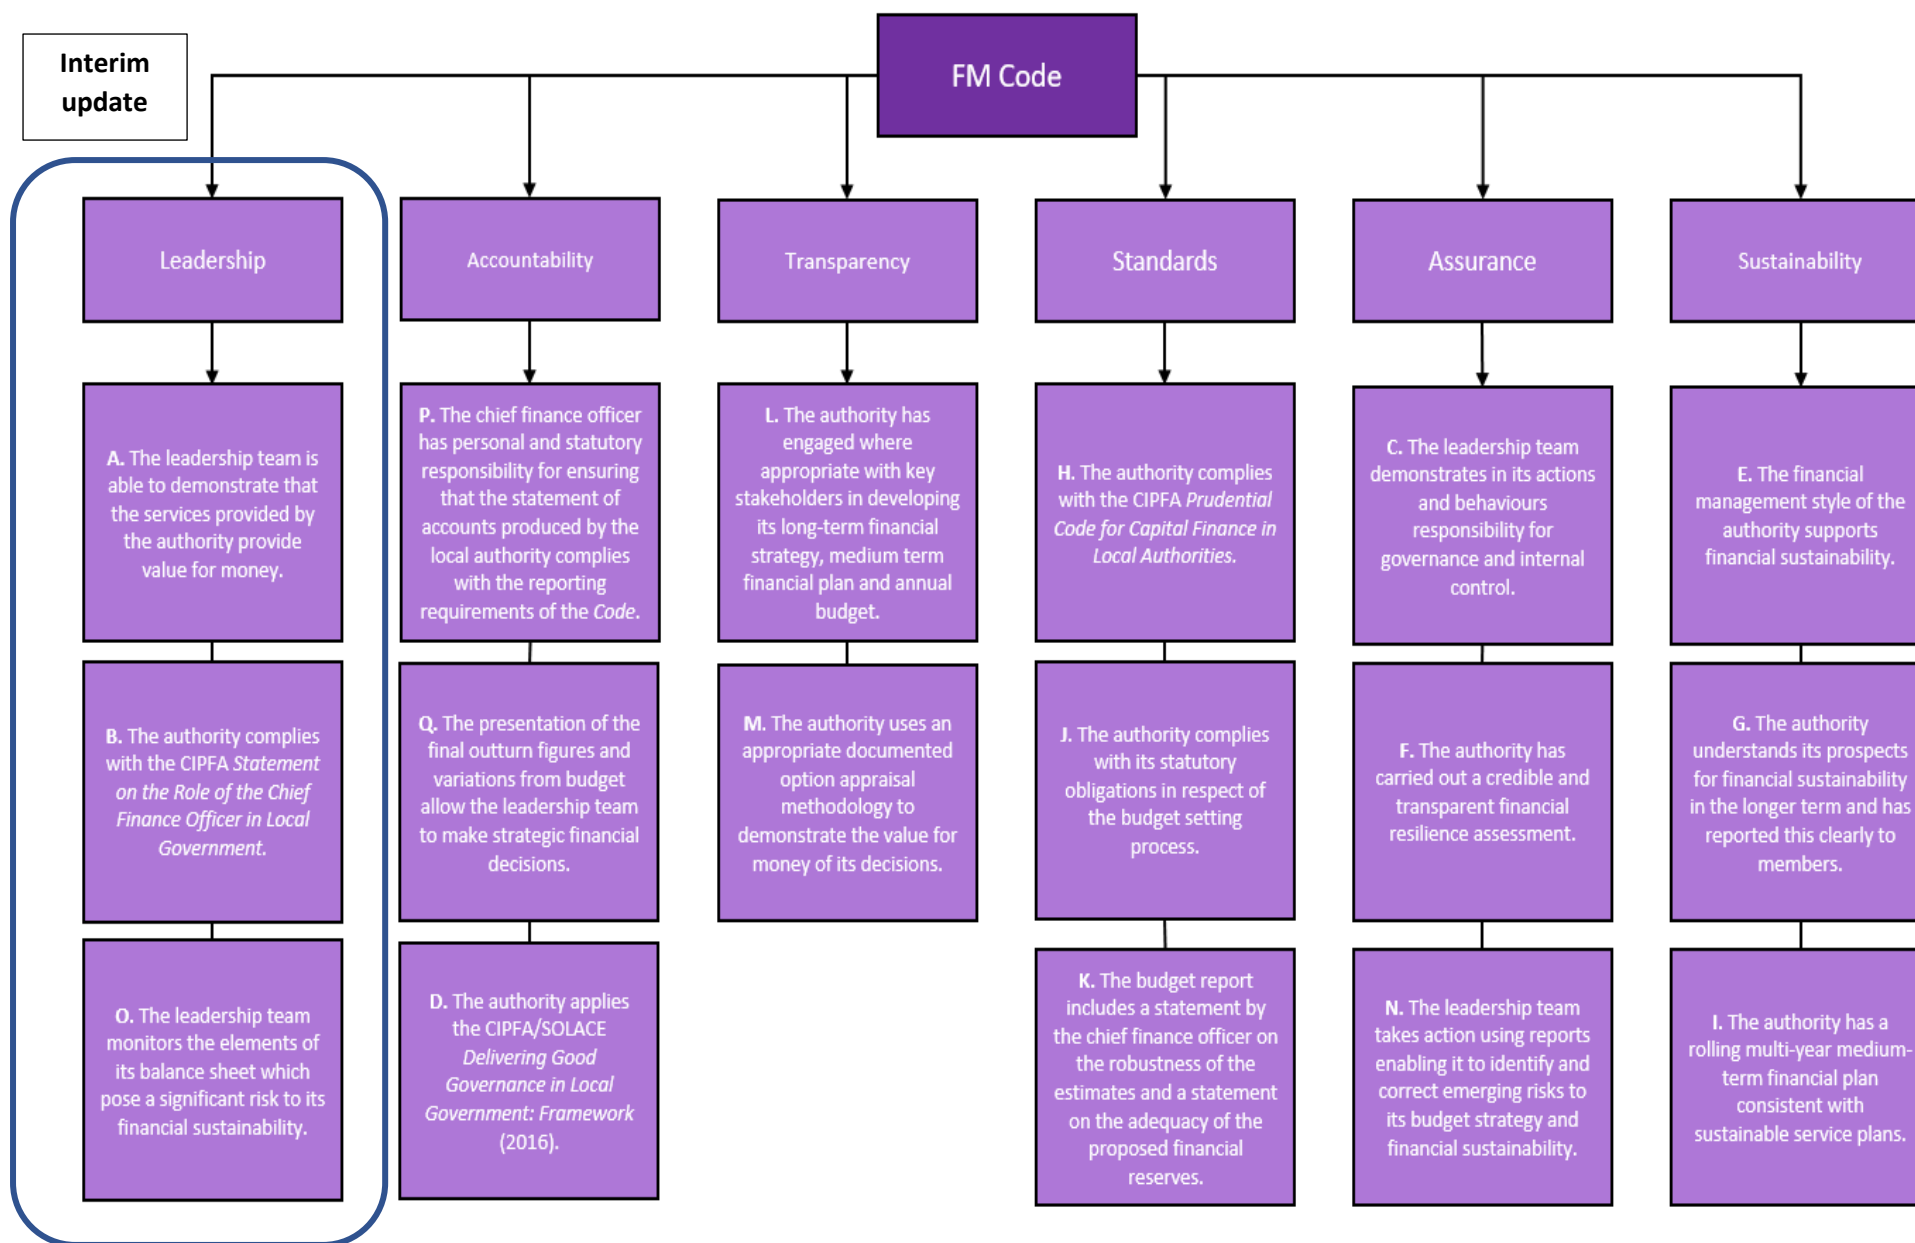 Interim
update
FM Code
Leadership
Accountability
Transparency
Standards
Assurance
Sustainability
A. The leadership team is
able to demonstrate that
the services provided by
the authority provide
value for money.
B. The authority complies
with the CIPFA Statement
on the Role of the Chief
Finance Officer in Local
Government.
O. The leadership team
monitors the elements of
its balance sheet which
pose a significant risk to its
financial sustainability.
P. The chief finance officer
has personal and statutory
responsibility for ensuring
that the statement of
accounts produced by the
local authority complies
with the reporting
requirements of the Code.
Q. The presentation of the
final outturn figures and
variations from budget
allow the leadership team
to make strategic financial
decisions.
D. The authority applies
the CIPFA/SOLACE
Delivering Good
Governance in Local
Government: Framework
(2016).
L. The authority has
engaged where
appropriate with key
stakeholders in developing
its long-term financial
strategy, medium term
financial plan and annual
budget.
M. The authority uses an
appropriate documented
option appraisal
methodology to
demonstrate the value for
money of its decisions.
H. The authority complies
with the CIPFA Prudential
Code for Capital Finance in
Local Authorities.
J. The authority complies
with its statutory
obligations in respect of
the budget setting
process.
K. The budget report
includes a statement by
the chief finance officer on
the robustness of the
estimates and a statement
on the adequacy of the
proposed financial
reserves.
C. The leadership team
demonstrates in its actions
and behaviours
responsibility for
governance and internal
control.
F. The authority has
carried out a credible and
transparent financial
resilience assessment.
N. The leadership team
takes action using reports
enabling it to identify and
correct emerging risks to
its budget strategy and
financial sustainability.
E. The financial
management style of the
authority supports
financial sustainability.
G. The authority
understands its prospects
for financial sustainability
in the longer term and has
reported this clearly to
members.
I. The authority has a
rolling multi-year medium-
term financial plan
consistent with
sustainable service plans.